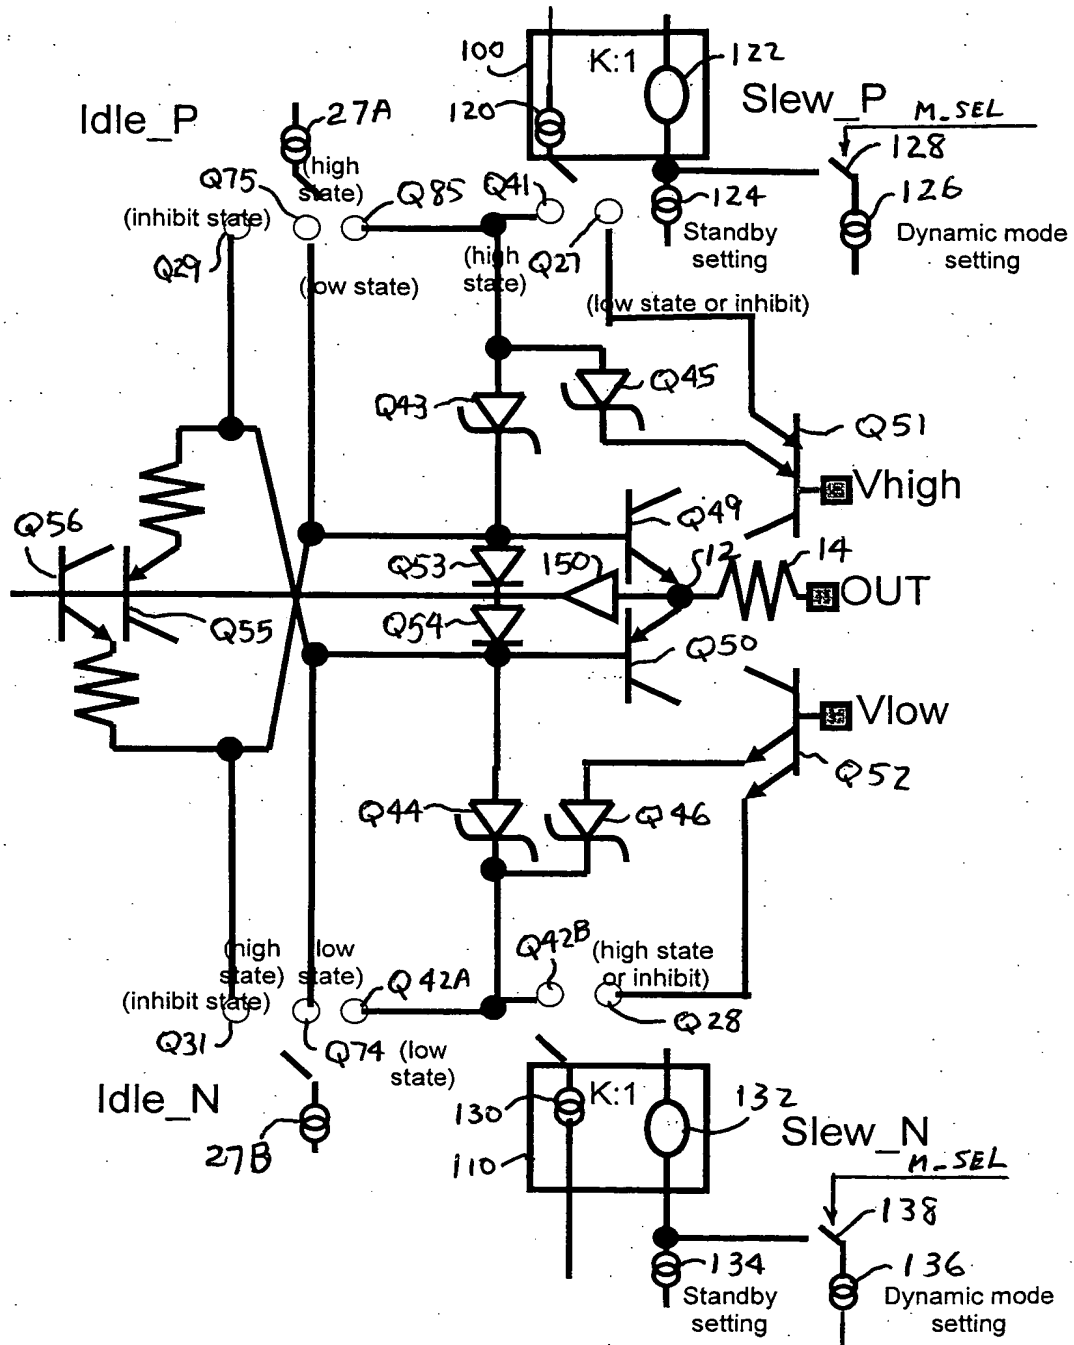 100
K:1
122
Slew_P
M_SEL
Idle_P
27A
120
128
(high
state)
Q75
Q85
Q41
124
126
(inhibit state)
Standby
setting
Dynamic mode
setting
Q29
(high
state)
Q27
(low state)
(low state or inhibit)
Q43
Q45
Q51
Vhigh
Q56
Q49
Q53
150
12
14
OUT
Q55
Q54
Q50
Vlow
Q52
Q44
Q46
Q42B
(high
state)
low
state)
(high state
or inhibit)
Q42A
(inhibit state)
Q31
Q74
(low
state)
Q28
Idle_N
130
K:1
132
Slew_N
27B
110
M_SEL
138
134
136
Standby
setting
Dynamic mode
setting